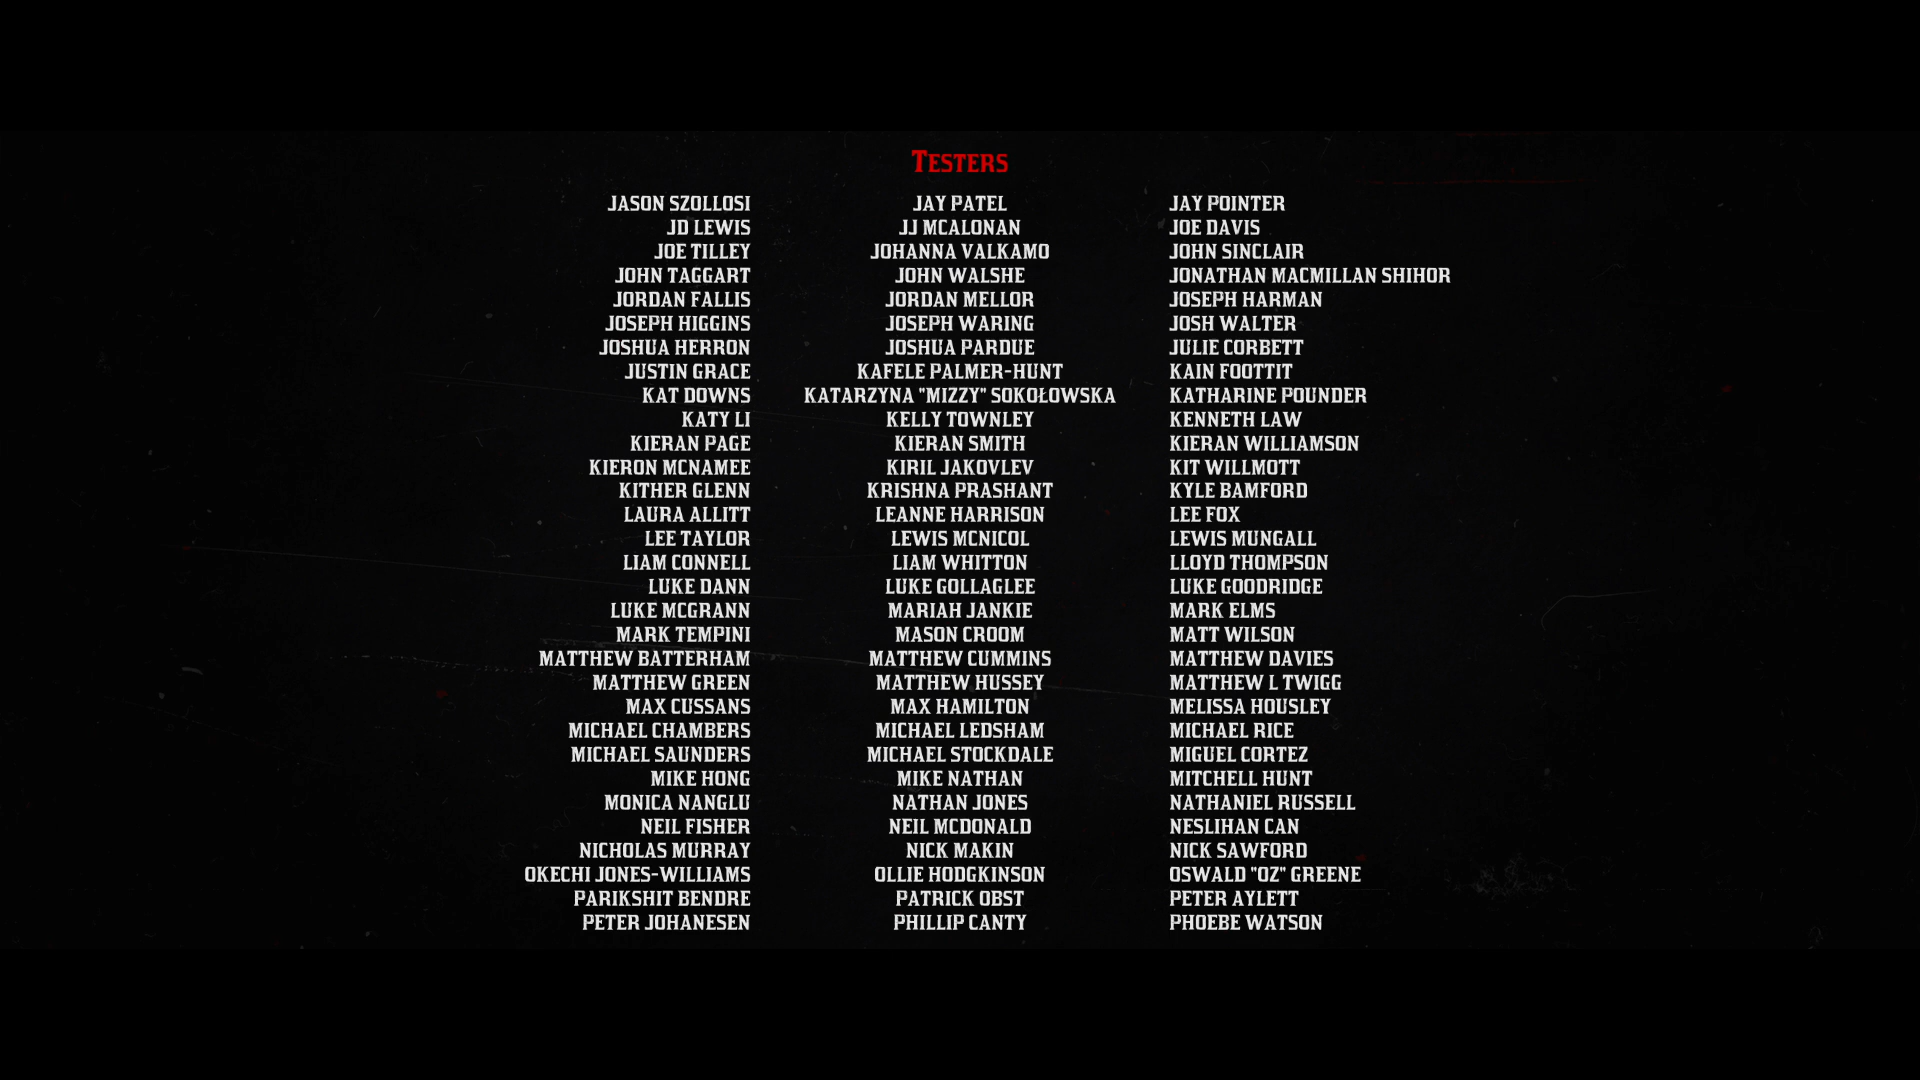 TESTERS
JASON SZOLLOSI JAY PATEL JAY POINTER
JD LEWIS JJ MCALONAN JOE DAVIS
JOE TILLEY JOHANNA VALKAMO JOHN SINCLAIR
JOHN TAGGART JOHN WALSHE JONATHAN MACMILLAN SHIHOR
JORDAN FALLIS JORDAN MELLOR JOSEPH HARMAN
JOSEPH HIGGINS JOSEPH WARING JOSH WALTER
JOSHUA HERRON JOSHUA PARDUE JULIE CORBETT
JUSTIN GRACE KAFELE PALMER-HUNT KAIN FOOTTIT
KAT DOWNS KATARZYNA "MIZZY" SOKOŁOWSKA KATHARINE POUNDER
KATY LI KELLY TOWNLEY KENNETH LAW
KIERAN PAGE KIERAN SMITH KIERAN WILLIAMSON
KIERON MCNAMEE KIRIL JAKOVLEV KIT WILLMOTT
KITHER GLENN KRISHNA PRASHANT KYLE BAMFORD
LAURA ALLITT LEANNE HARRISON LEE FOX
LEE TAYLOR LEWIS MCNICOL LEWIS MUNGALL
LIAM CONNELL LIAM WHITTON LLOYD THOMPSON
LUKE DANN LUKE GOLLAGLEE LUKE GOODRIDGE
LUKE MCGRANN MARIAH JANKIE MARK ELMS
MARK TEMPINI MASON CROOM MATT WILSON
MATTHEW BATTERHAM MATTHEW CUMMINS MATTHEW DAVIES
MATTHEW GREEN MATTHEW HUSSEY MATTHEW L TWIGG
MAX CUSSANS MAX HAMILTON MELISSA HOUSLEY
MICHAEL CHAMBERS MICHAEL LEDSHAM MICHAEL RICE
MICHAEL SAUNDERS MICHAEL STOCKDALE MIGUEL CORTEZ
MIKE HONG MIKE NATHAN MITCHELL HUNT
MONICA NANGLU NATHAN JONES NATHANIEL RUSSELL
NEIL FISHER NEIL MCDONALD NESLIHAN CAN
NICHOLAS MURRAY NICK MAKIN NICK SAWFORD
OKECHI JONES-WILLIAMS OLLIE HODGKINSON OSWALD "OZ" GREENE
PARIKSHIT BENDRE PATRICK OBST PETER AYLETT
PETER JOHANESEN PHILLIP CANTY PHOEBE WATSON